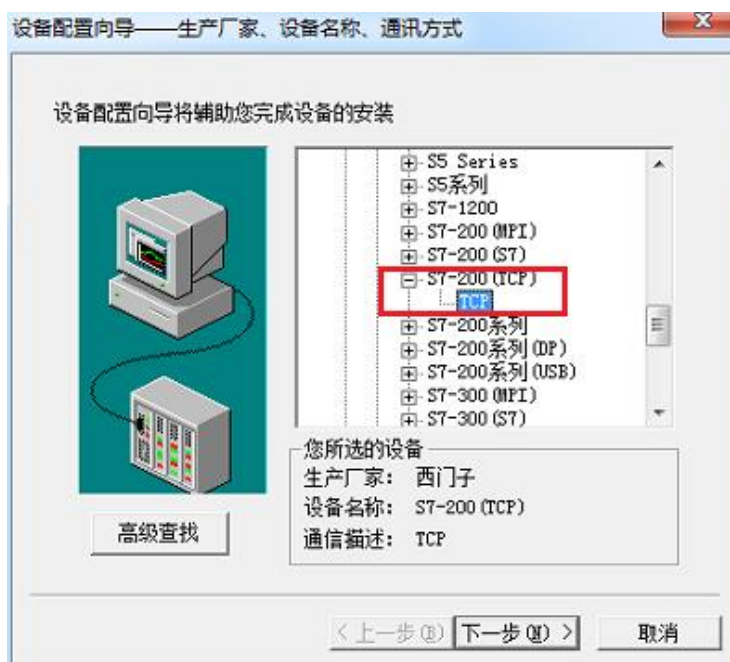 设备配置向导——生产厂家、设备名称、通讯方式
设备配置向导将辅助您完成设备的安装
S5 Series
S5系列
S7-1200
S7-200(MPI)
S7-200(S7)
S7-200(TCP)
TCP
S7-200系列
S7-200系列(DP)
S7-200系列(USB)
S7-300(MPI)
S7-300(S7)
您所选的设备
生产厂家： 西门子
设备名称： S7-200(TCP)
通信描述： TCP
高级查找
<上一步(B) 下一步(N)> 取消